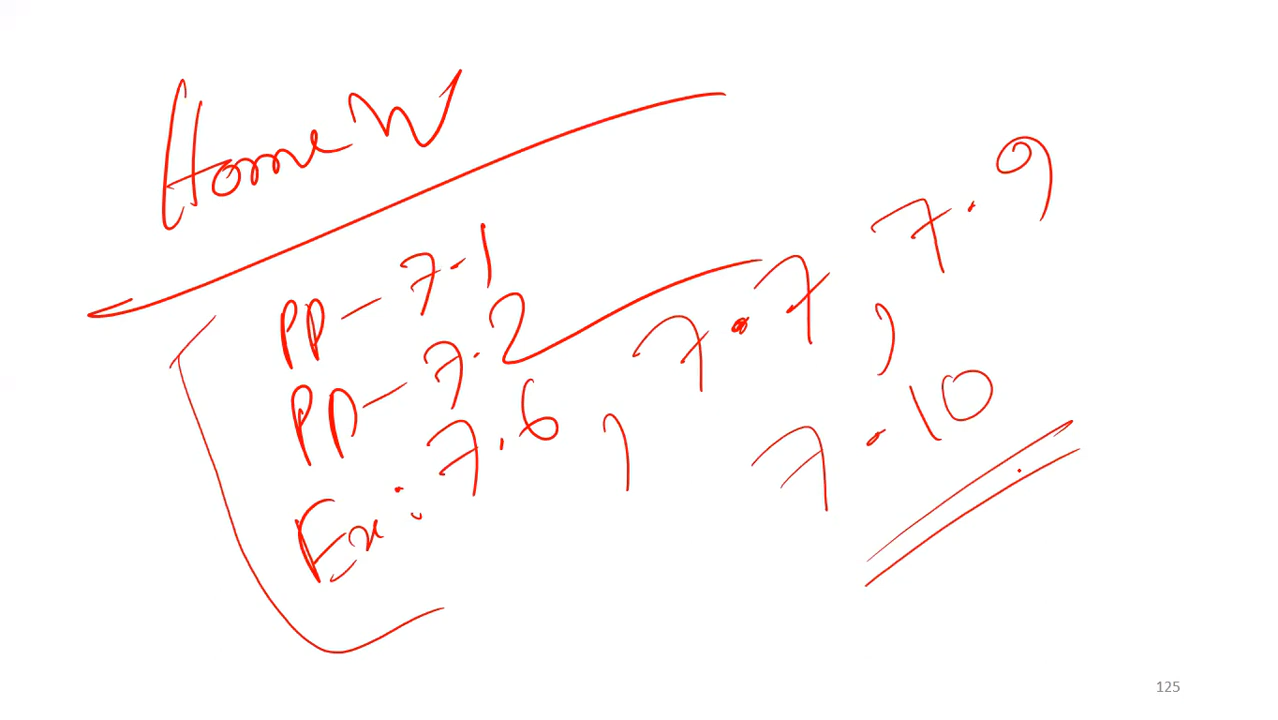 Home W
PP - 7.1
PP - 7.2
Ex: 7.6, 7.7, 7.9
7.10
125